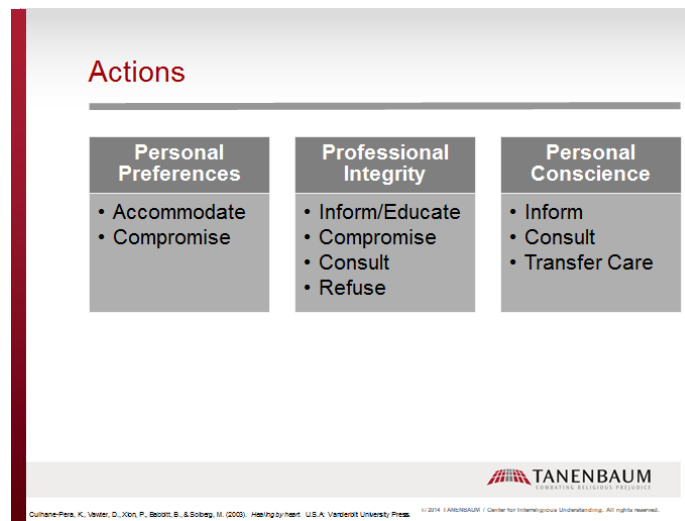 Actions
Personal
Preferences
• Accommodate
• Compromise
Professional
Integrity
• Inform/Educate
• Compromise
• Consult
• Refuse
Personal
Conscience
• Inform
• Consult
• Transfer Care
TANENBAUM
COMBATING RELIGIOUS PREJUDICE
Culhane-Pera, K., Vawter, D., Xion, P., Babbitt, B., & Solberg, M. (2003). Healing by heart. U.S.A: Vanderbilt University Press.
© 2014 TANENBAUM / Center for Interreligious Understanding. All rights reserved.